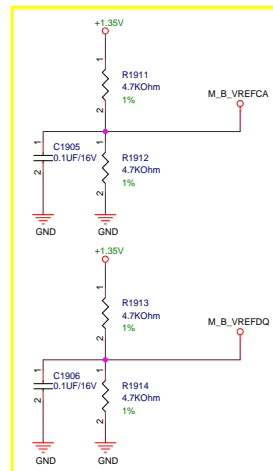 +1.35V
1
R1911
4.7KOhm
1%
2
M_B_VREFCA
1
C1905
0.1UF/16V
2
1
R1912
4.7KOhm
1%
2
GND
GND
+1.35V
1
R1913
4.7KOhm
1%
2
M_B_VREFDQ
1
C1906
0.1UF/16V
2
1
R1914
4.7KOhm
1%
2
GND
GND